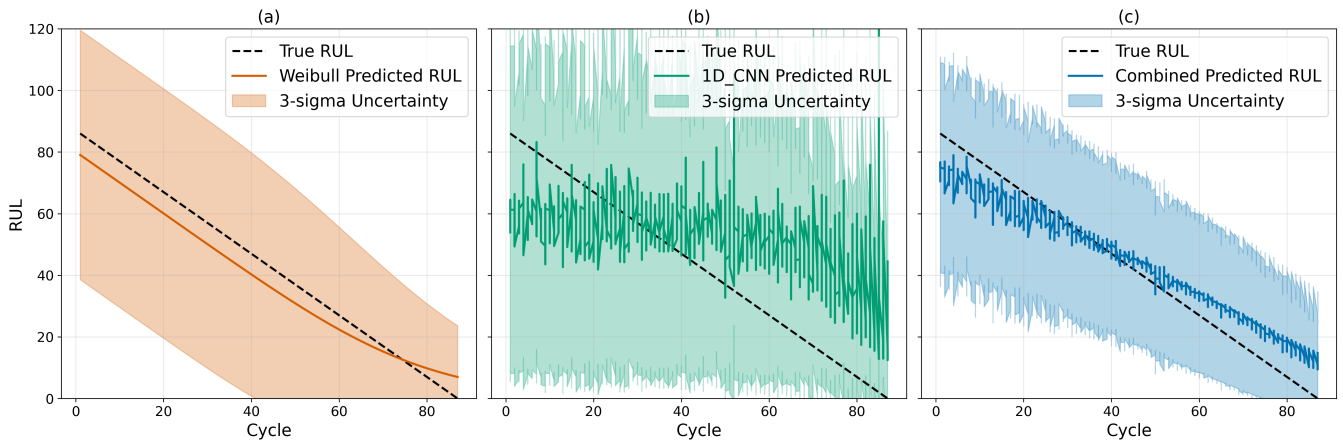 (a)
(b)
(c)
True RUL
Weibull Predicted RUL
3-sigma Uncertainty
True RUL
1D_CNN Predicted RUL
3-sigma Uncertainty
True RUL
Combined Predicted RUL
3-sigma Uncertainty
RUL
120
100
80
60
40
20
0
0 20 40 60 80
0 20 40 60 80
0 20 40 60 80
Cycle
Cycle
Cycle